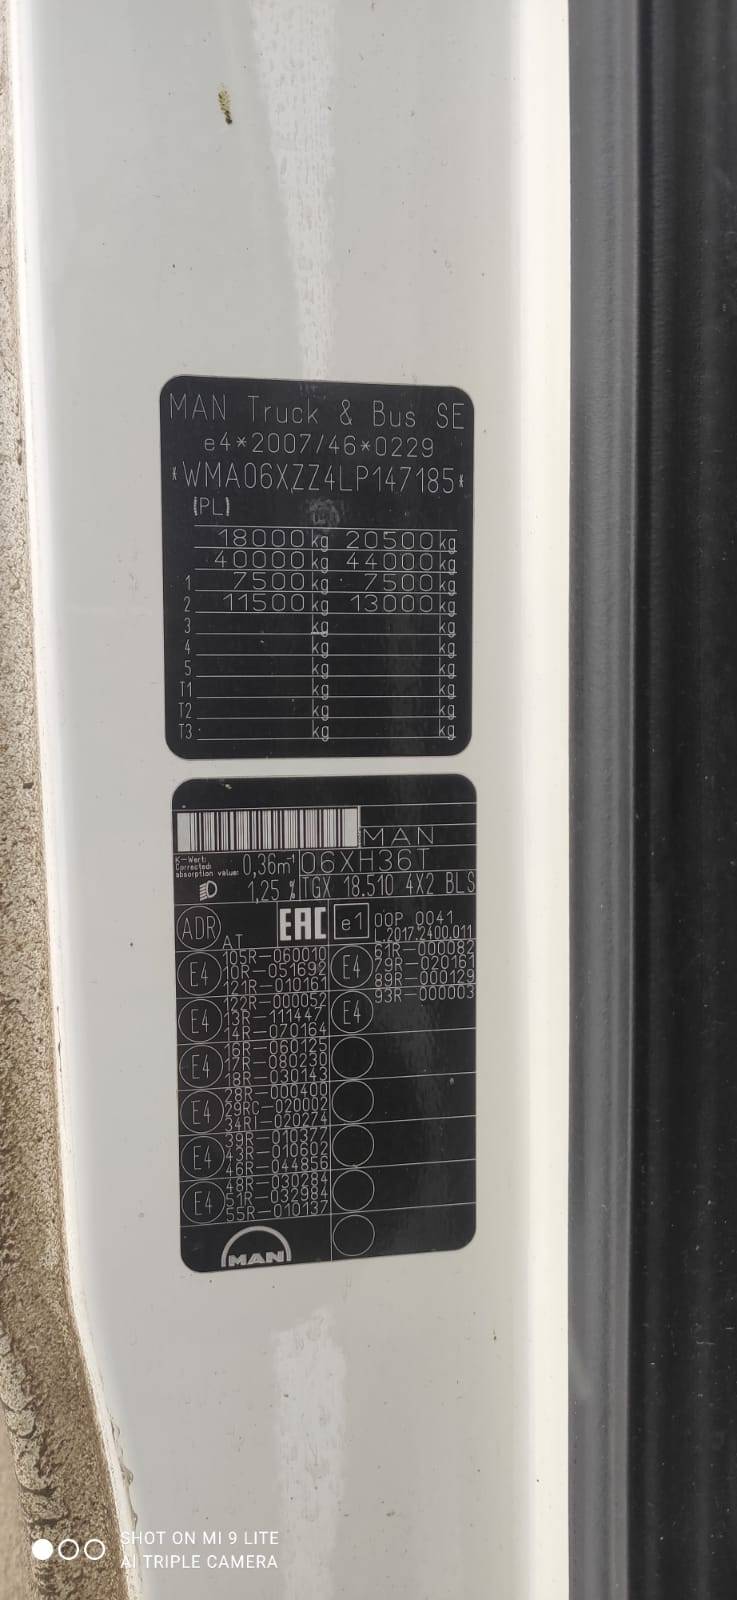 MAN Truck & Bus SE
e4*2007/46*0229
*WMA06XZZ4LP147185*
(PL)
18000 kg 20500 kg
40000 kg 44000 kg
1 7500 kg 7500 kg
2 11500 kg 13000 kg
3 kg kg
4 kg kg
5 kg kg
T1 kg kg
T2 kg kg
T3 kg kg
MAN
K-Wert:
Corrected
absorption value:
0,36m⁻¹ 06XH36T
1,25 % TGX 18.510 4X2 BLS
ADR AT EAC e1 00P 0041
L.2017.2400.011
E4
105R-060010
10R-051692
121R-010161
E4
61R-000082
79R-020161
89R-000129
E4
122R-000052
13R-111447
14R-070164
E4
93R-000003
E4
16R-060125
17R-080230
18R-030143
E4
28R-000400
29RC-020002
34RI-020274
E4
39R-010377
43R-010602
46R-044856
E4
48R-030284
51R-032984
55R-010137
MAN
SHOT ON MI 9 LITE
AI TRIPLE CAMERA